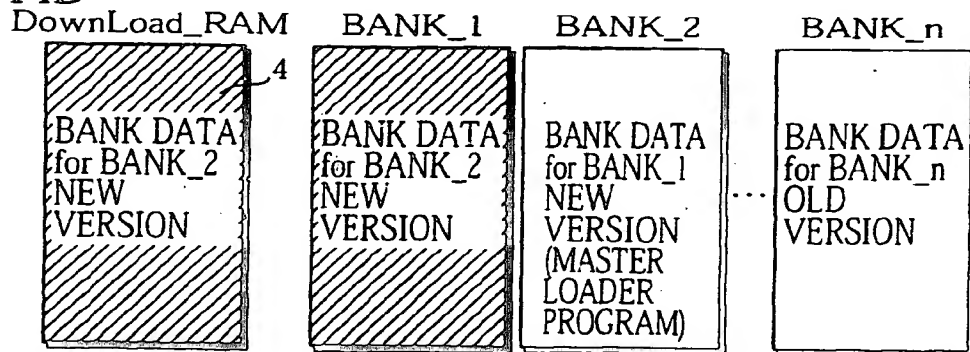 DownLoad_RAM
BANK_1
BANK_2
BANK_n
4
BANK DATA
for BANK_2
NEW
VERSION
BANK DATA
for BANK_2
NEW
VERSION
BANK DATA
for BANK_1
NEW
VERSION
(MASTER
LOADER
PROGRAM)
...
BANK DATA
for BANK_n
OLD
VERSION